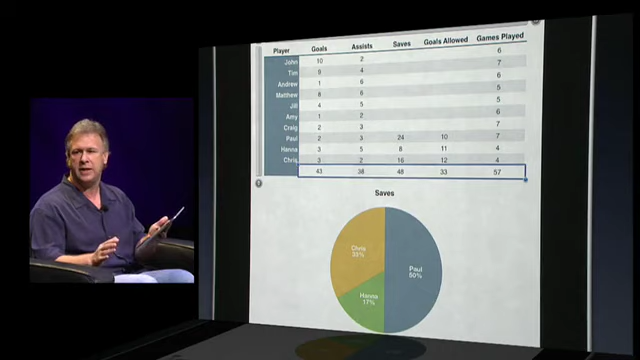 Player Goals Assists Saves Goals Allowed Games Played
John 10 2 6
Tim 9 4 7
Andrew 1 6 6
Matthew 8 6 5
Jill 4 5 5
Amy 1 2 6
Craig 2 3 7
Paul 2 3 24 10 7
Hanna 3 5 8 11 4
Chris 3 2 16 12 4
43 38 48 33 57
Saves
Chris
33%
Paul
50%
Hanna
17%